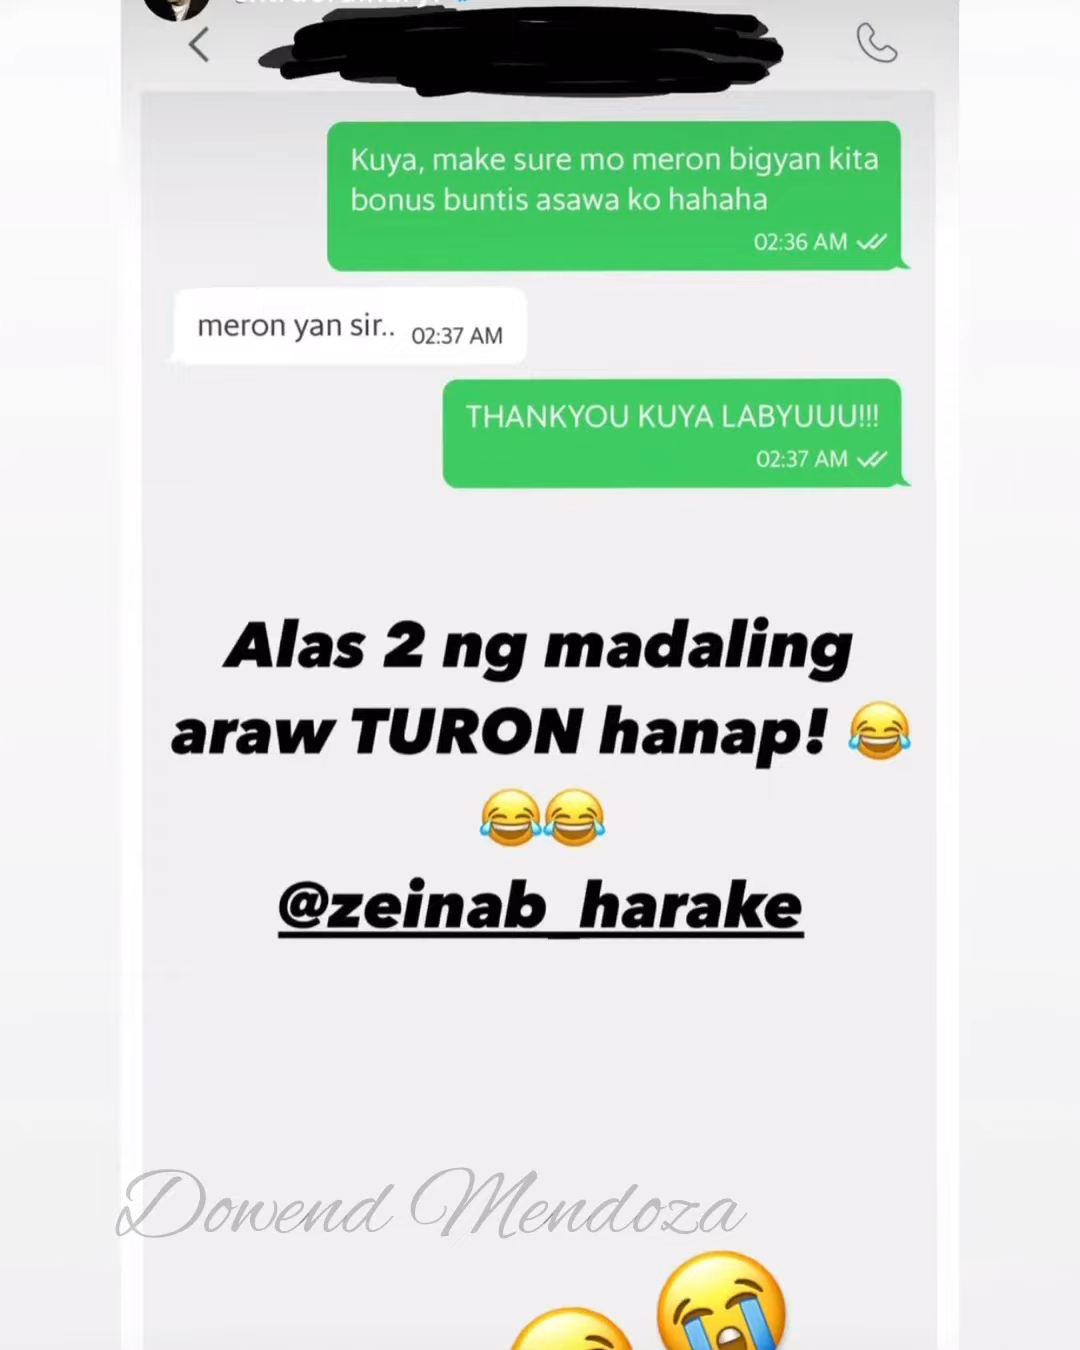 Kuya, make sure mo meron bigyan kita
bonus buntis asawa ko hahaha
02:36 AM
meron yan sir.. 02:37 AM
THANKYOU KUYA LABYUUU!!!
02:37 AM
Alas 2 ng madaling
araw TURON hanap! 😂
😂😂
@zeinab_harake
Dowend Mendoza